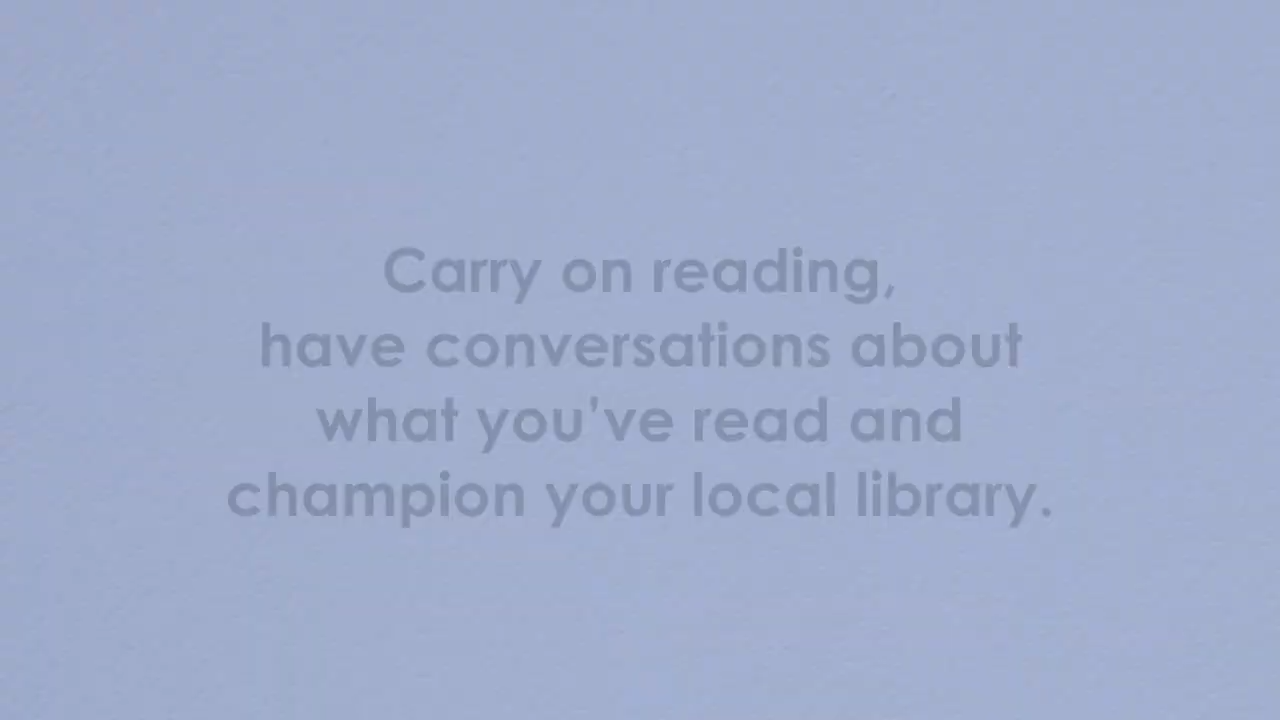 Carry on reading,
have conversations about
what you've read and
champion your local library.